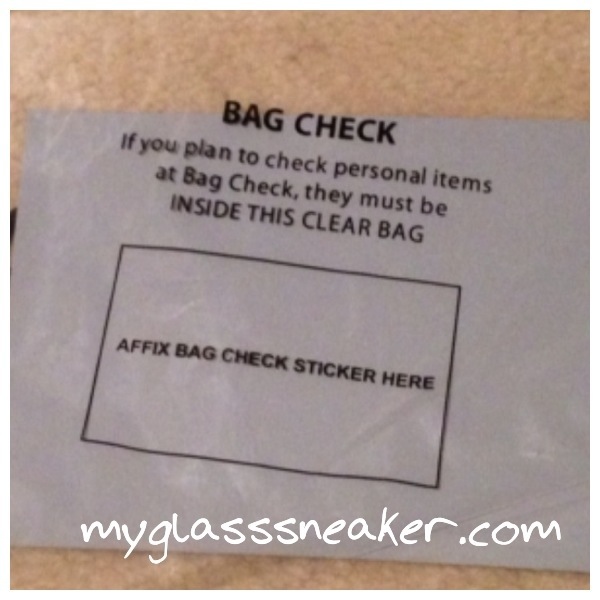 BAG CHECK
If you plan to check personal items
at Bag Check, they must be
INSIDE THIS CLEAR BAG
AFFIX BAG CHECK STICKER HERE
myglasssneaker.com